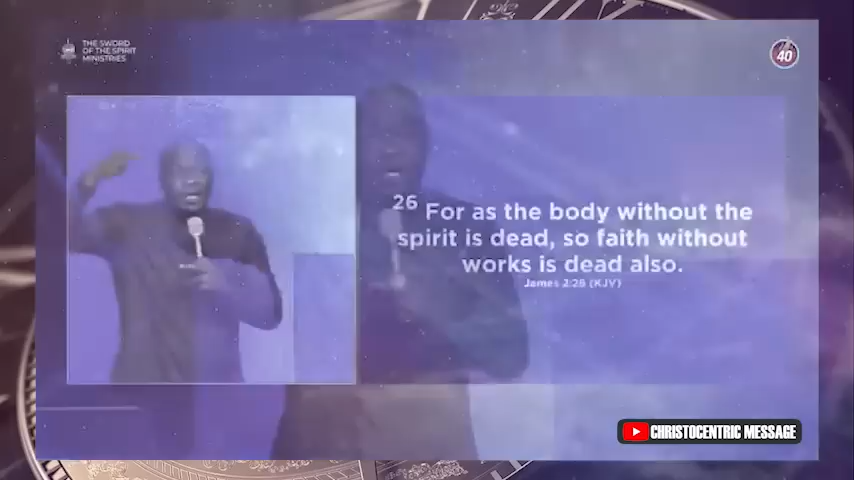 THE SWORD
OF THE SPIRIT
MINISTRIES
40
26 For as the body without the
spirit is dead, so faith without
works is dead also.
James 2:26 (KJV)
CHRISTOCENTRIC MESSAGE